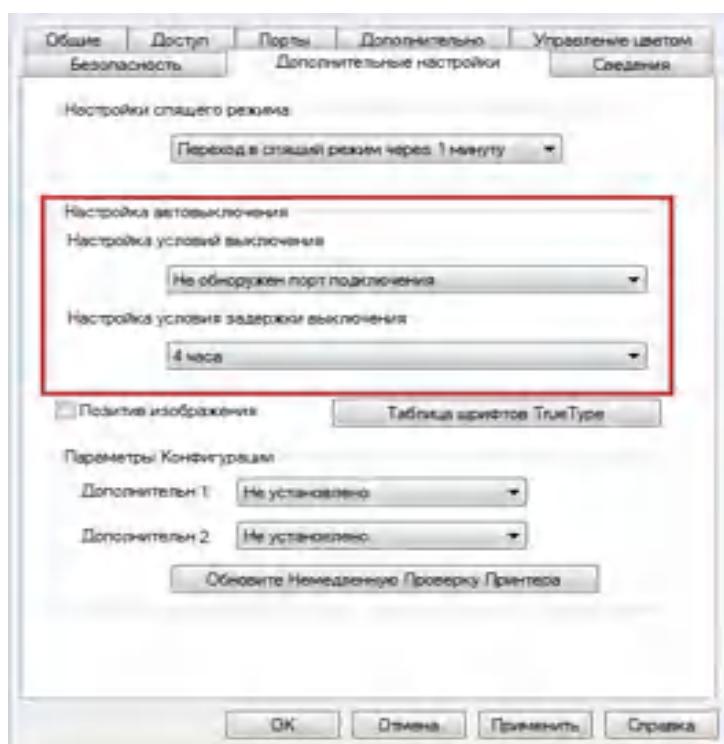 Общие Доступ Порты Дополнительно Управление цветом
Безопасность Дополнительные настройки Сведения
Настройки спящего режима
Переход в спящий режим через 1 минуту
Настройка автовыключения
Настройка условий выключения
Не обнаружен порт подключения
Настройка условия задержки выключения
4 часа
Позитив изображения Таблица шрифтов TrueType
Параметры Конфигурации
Дополнительн 1: Не установлено
Дополнительн 2: Не установлено
Обновите Немедленную Проверку Принтера
ОК Отмена Применить Справка